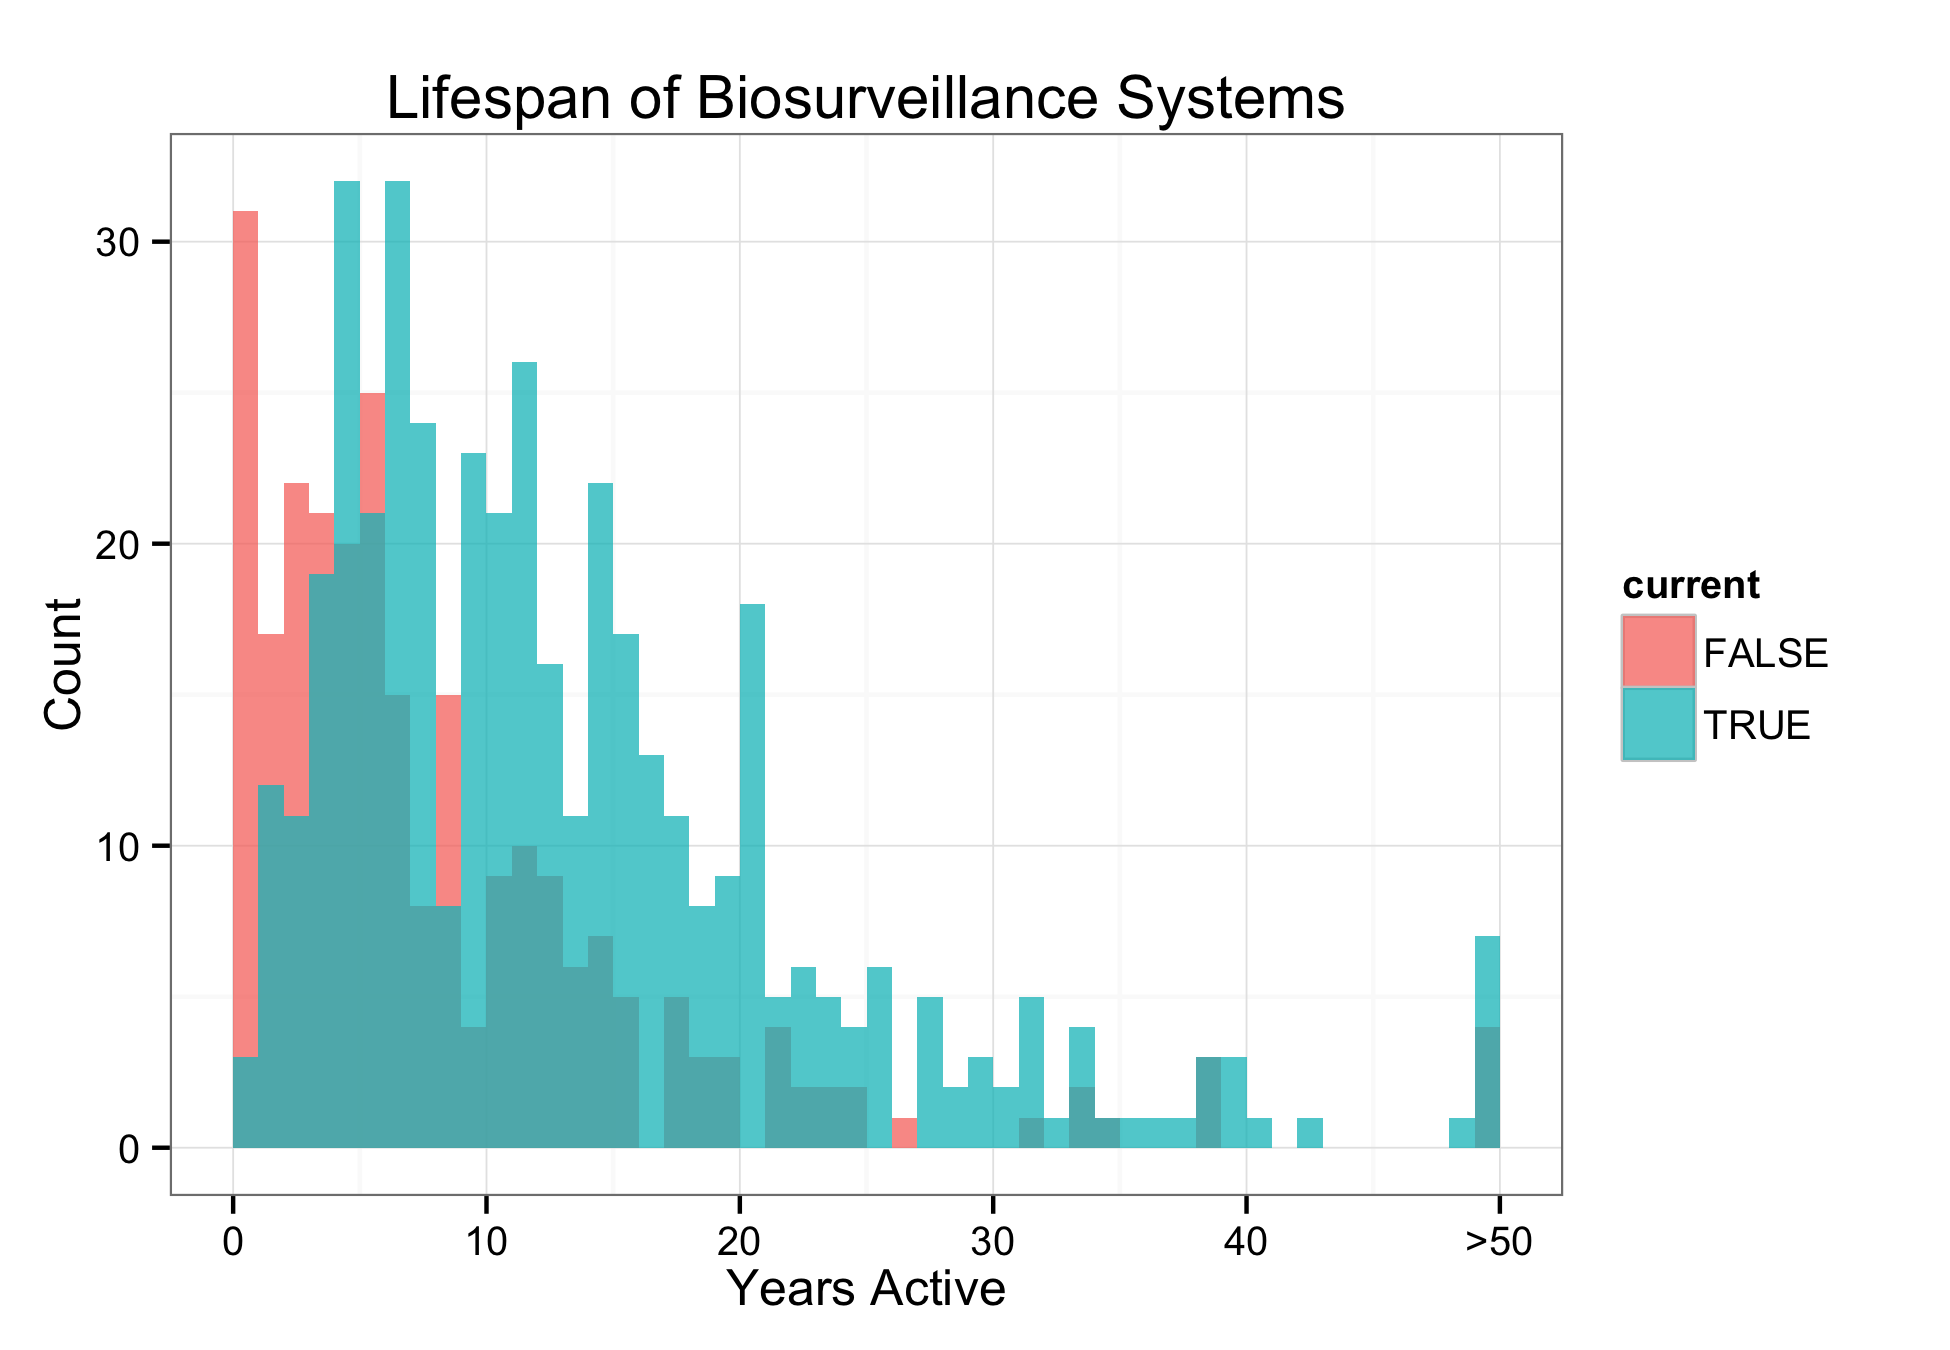 Lifespan of Biosurveillance Systems
30
20
10
0
Count
0 10 20 30 40 >50
Years Active
current
FALSE
TRUE